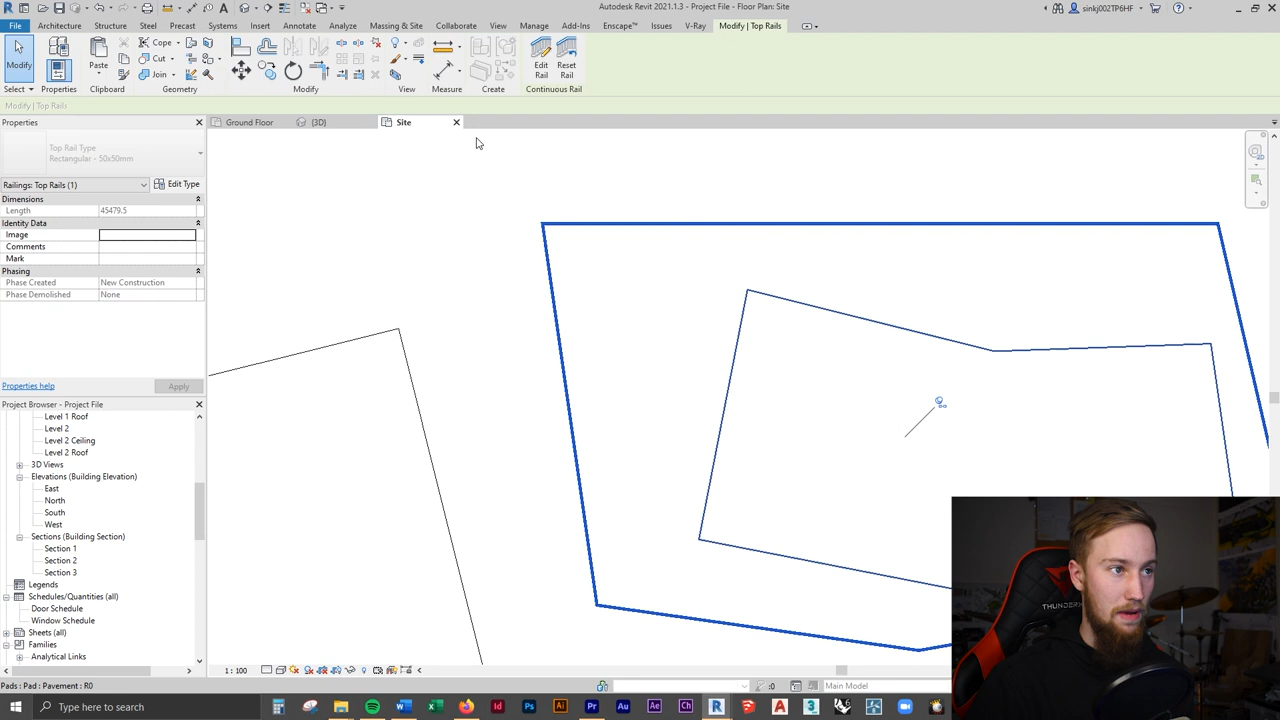 Autodesk Revit 2021.1.3 - Project File - Floor Plan: Site
sinkj002TP6HF
File Architecture Structure Steel Precast Systems Insert Annotate Analyze Massing & Site Collaborate View Manage Add-Ins Enscape™ Issues V-Ray Modify | Top Rails
Modify
Properties
Paste
Cope
Cut
Join
Edit Rail
Reset Rail
Select Properties Clipboard Geometry Modify View Measure Create Continuous Rail
Modify | Top Rails
Properties
Ground Floor {3D} Site
Top Rail Type
Rectangular - 50x50mm
Railings: Top Rails (1) Edit Type
Dimensions
Length 45479.5
Identity Data
Image
Comments
Mark
Phasing
Phase Created New Construction
Phase Demolished None
Properties help Apply
Project Browser - Project File
Level 1 Roof
Level 2
Level 2 Ceiling
Level 2 Roof
3D Views
Elevations (Building Elevation)
East
North
South
West
Sections (Building Section)
Section 1
Section 2
Section 3
Legends
Schedules/Quantities (all)
Door Schedule
Window Schedule
Sheets (all)
Families
Analytical Links
1 : 100
Pads : Pad : Pavement : R0
:0 Main Model
Type here to search